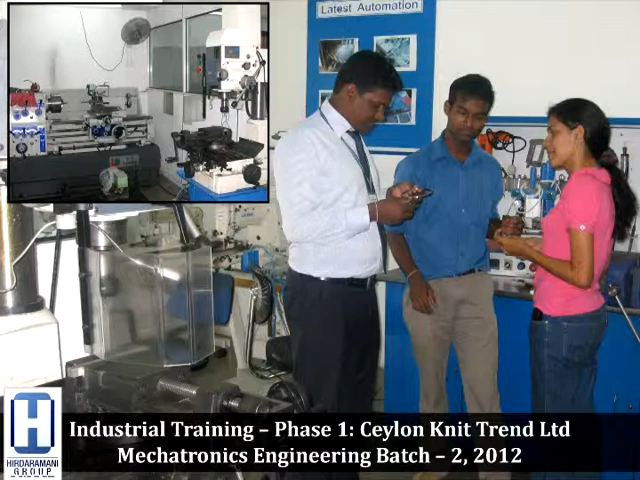 Latest Automation
Industrial Training – Phase 1: Ceylon Knit Trend Ltd
Mechatronics Engineering Batch – 2, 2012
H
HIRDARAMANI
GROUP